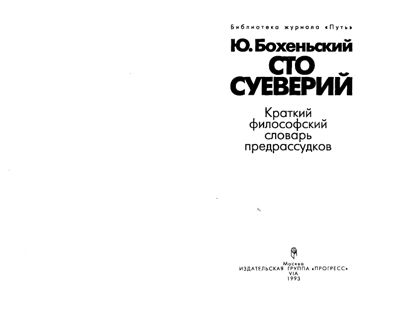 Библиотека журнала «Путь»
Ю. Бохеньский
СТО
СУЕВЕРИЙ
Краткий
философский
словарь
предрассудков
Москва
ИЗДАТЕЛЬСКАЯ ГРУППА «ПРОГРЕСС»
VIA
1993